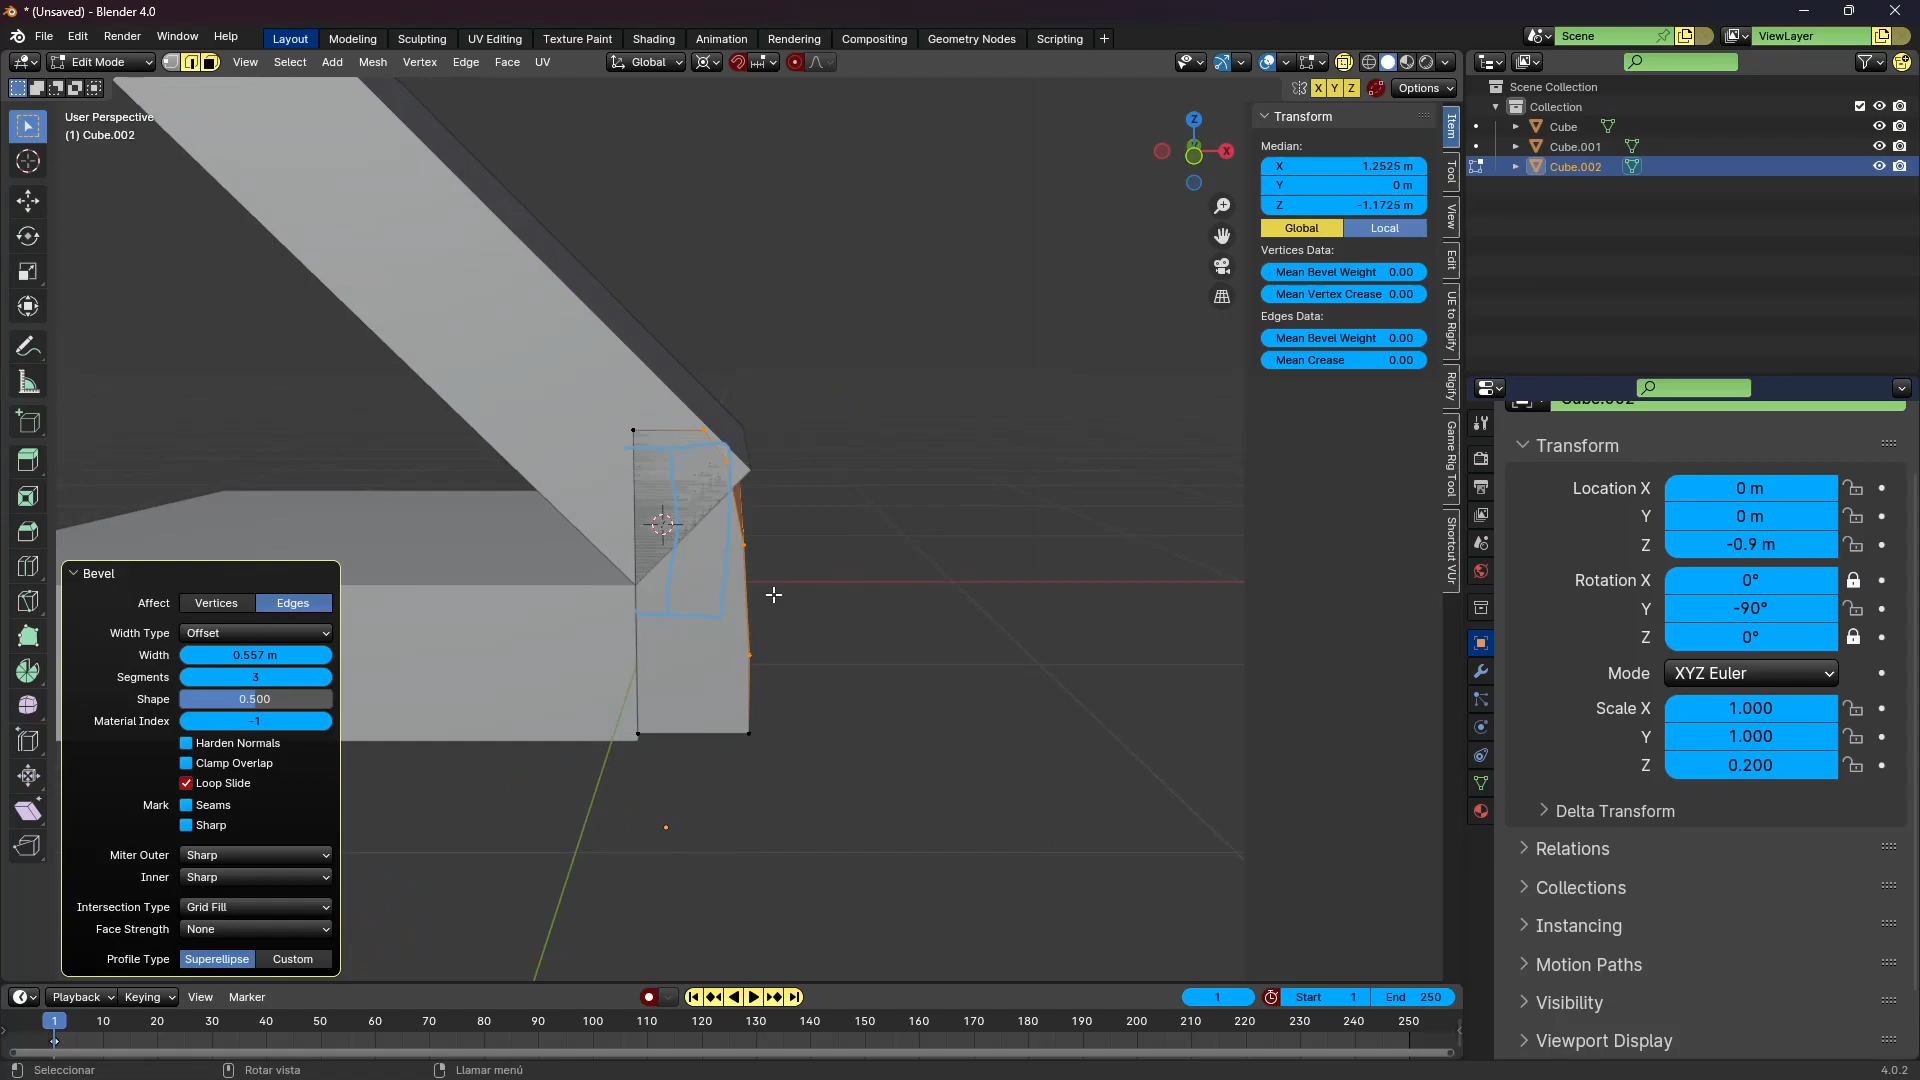 * (Unsaved) - Blender 4.0
File Edit Render Window Help
Layout Modeling Sculpting UV Editing Texture Paint Shading Animation Rendering Compositing Geometry Nodes Scripting +
Scene
ViewLayer
Edit Mode
View Select Add Mesh Vertex Edge Face UV
Global
X Y Z
Options
User Perspective
(1) Cube.002
Z
X
Transform
Median:
X 1.2525 m
Y 0 m
Z -1.1725 m
Global Local
Vertices Data:
Mean Bevel Weight 0.00
Mean Vertex Crease 0.00
Edges Data:
Mean Bevel Weight 0.00
Mean Crease 0.00
Item
Tool
View
Edit
UE to Rigify
Rigify
Game Rig Tool
Shortcut VUr
Scene Collection
Collection
Cube
Cube.001
Cube.002
Transform
Location X 0 m
Y 0 m
Z -0.9 m
Rotation X 0°
Y -90°
Z 0°
Mode XYZ Euler
Scale X 1.000
Y 1.000
Z 0.200
Delta Transform
Relations
Collections
Instancing
Motion Paths
Visibility
Viewport Display
Bevel
Affect Vertices Edges
Width Type Offset
Width 0.557 m
Segments 3
Shape 0.500
Material Index -1
Harden Normals
Clamp Overlap
Loop Slide
Mark Seams
Sharp
Miter Outer Sharp
Inner Sharp
Intersection Type Grid Fill
Face Strength None
Profile Type Superellipse Custom
Playback Keying View Marker
1
Start 1
End 250
1 10 20 30 40 50 60 70 80 90 100 110 120 130 140 150 160 170 180 190 200 210 220 230 240 250
Seleccionar
Rotar vista
Llamar menú
4.0.2